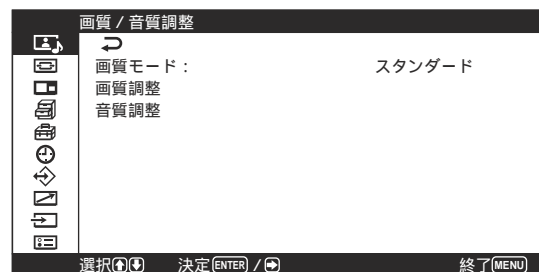 画質 / 音質調整
画質モード： スタンダード
画質調整
音質調整
選択 決定 ENTER / 終了 MENU